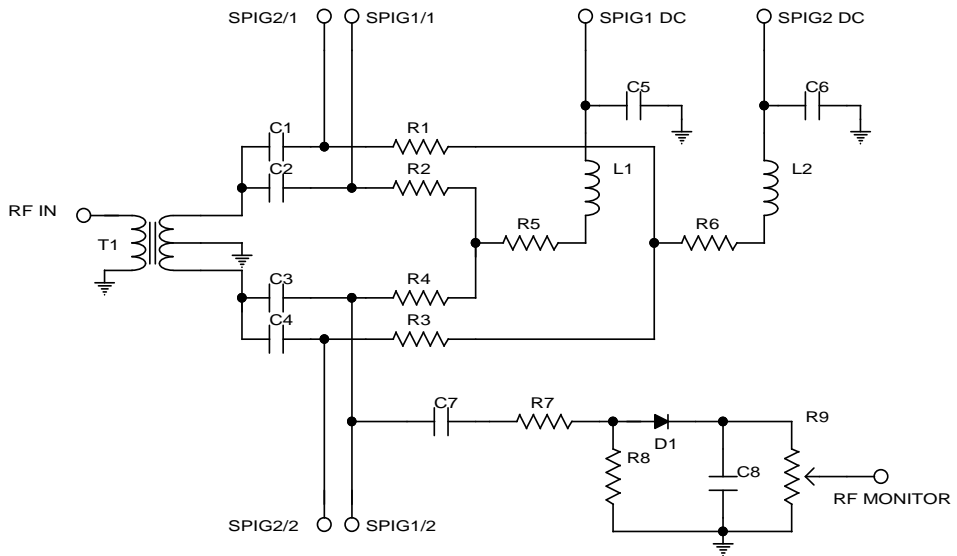 SPIG2/1 SPIG1/1 SPIG1 DC SPIG2 DC
C5 C6
C1 R1
C2 R2 L1 L2
RF IN
T1 R5 R6
C3 R4
C4 R3
C7 R7 R9
D1
R8 C8
RF MONITOR
SPIG2/2 SPIG1/2